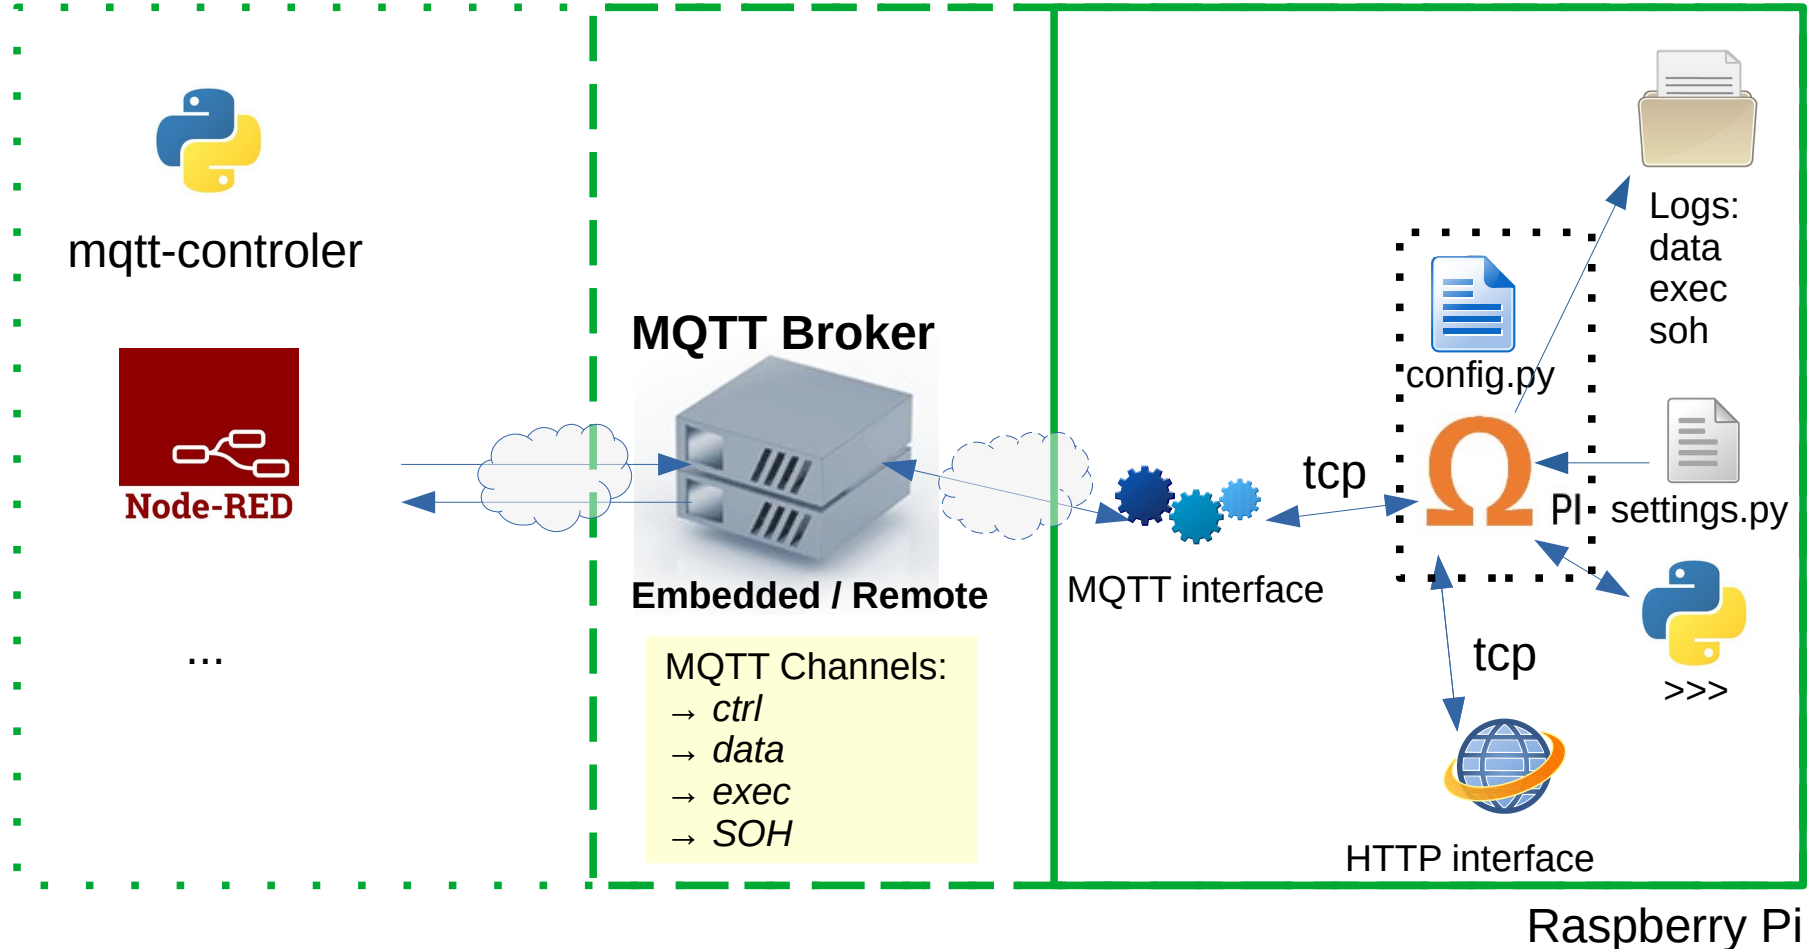 mqtt-controler
Node-RED
...
MQTT Broker
Embedded / Remote
MQTT Channels:
→ ctrl
→ data
→ exec
→ SOH
MQTT interface
tcp
config.py
Ω PI
Logs:
data
exec
soh
settings.py
>>>
tcp
HTTP interface
Raspberry Pi